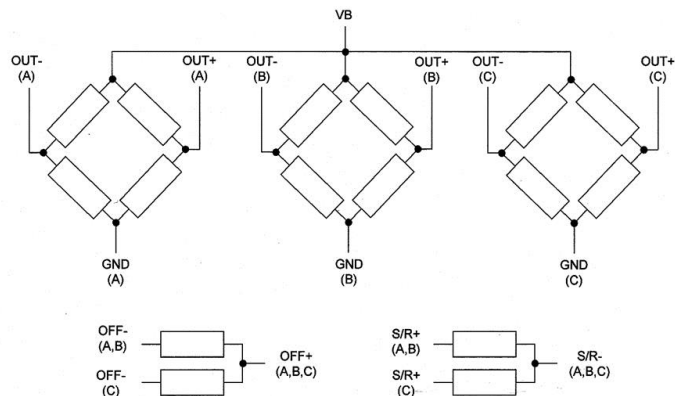 VB
OUT-
(A)
OUT+
(A)
OUT-
(B)
OUT+
(B)
OUT-
(C)
OUT+
(C)
GND
(A)
GND
(B)
GND
(C)
OFF-
(A,B)
OFF+
(A,B,C)
OFF-
(C)
S/R+
(A,B)
S/R-
(A,B,C)
S/R+
(C)